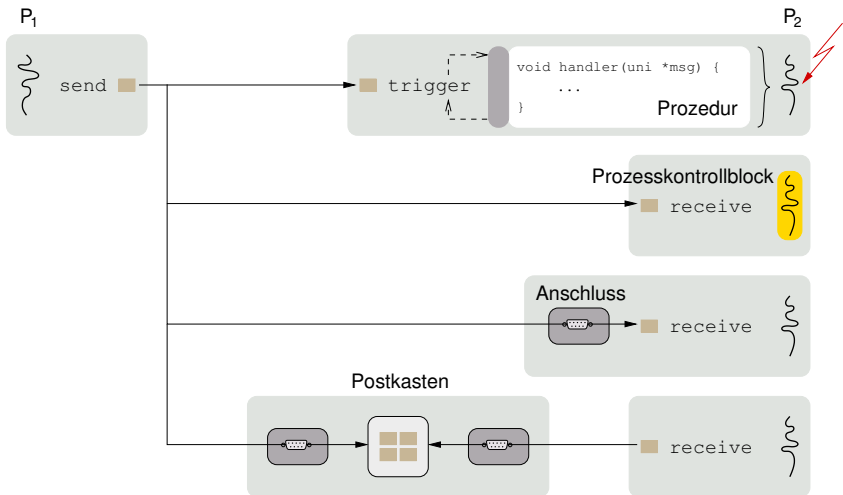 P1
P2
send
trigger
void handler(uni *msg) {
...
}
Prozedur
Prozesskontrollblock
receive
Anschluss
receive
Postkasten
receive